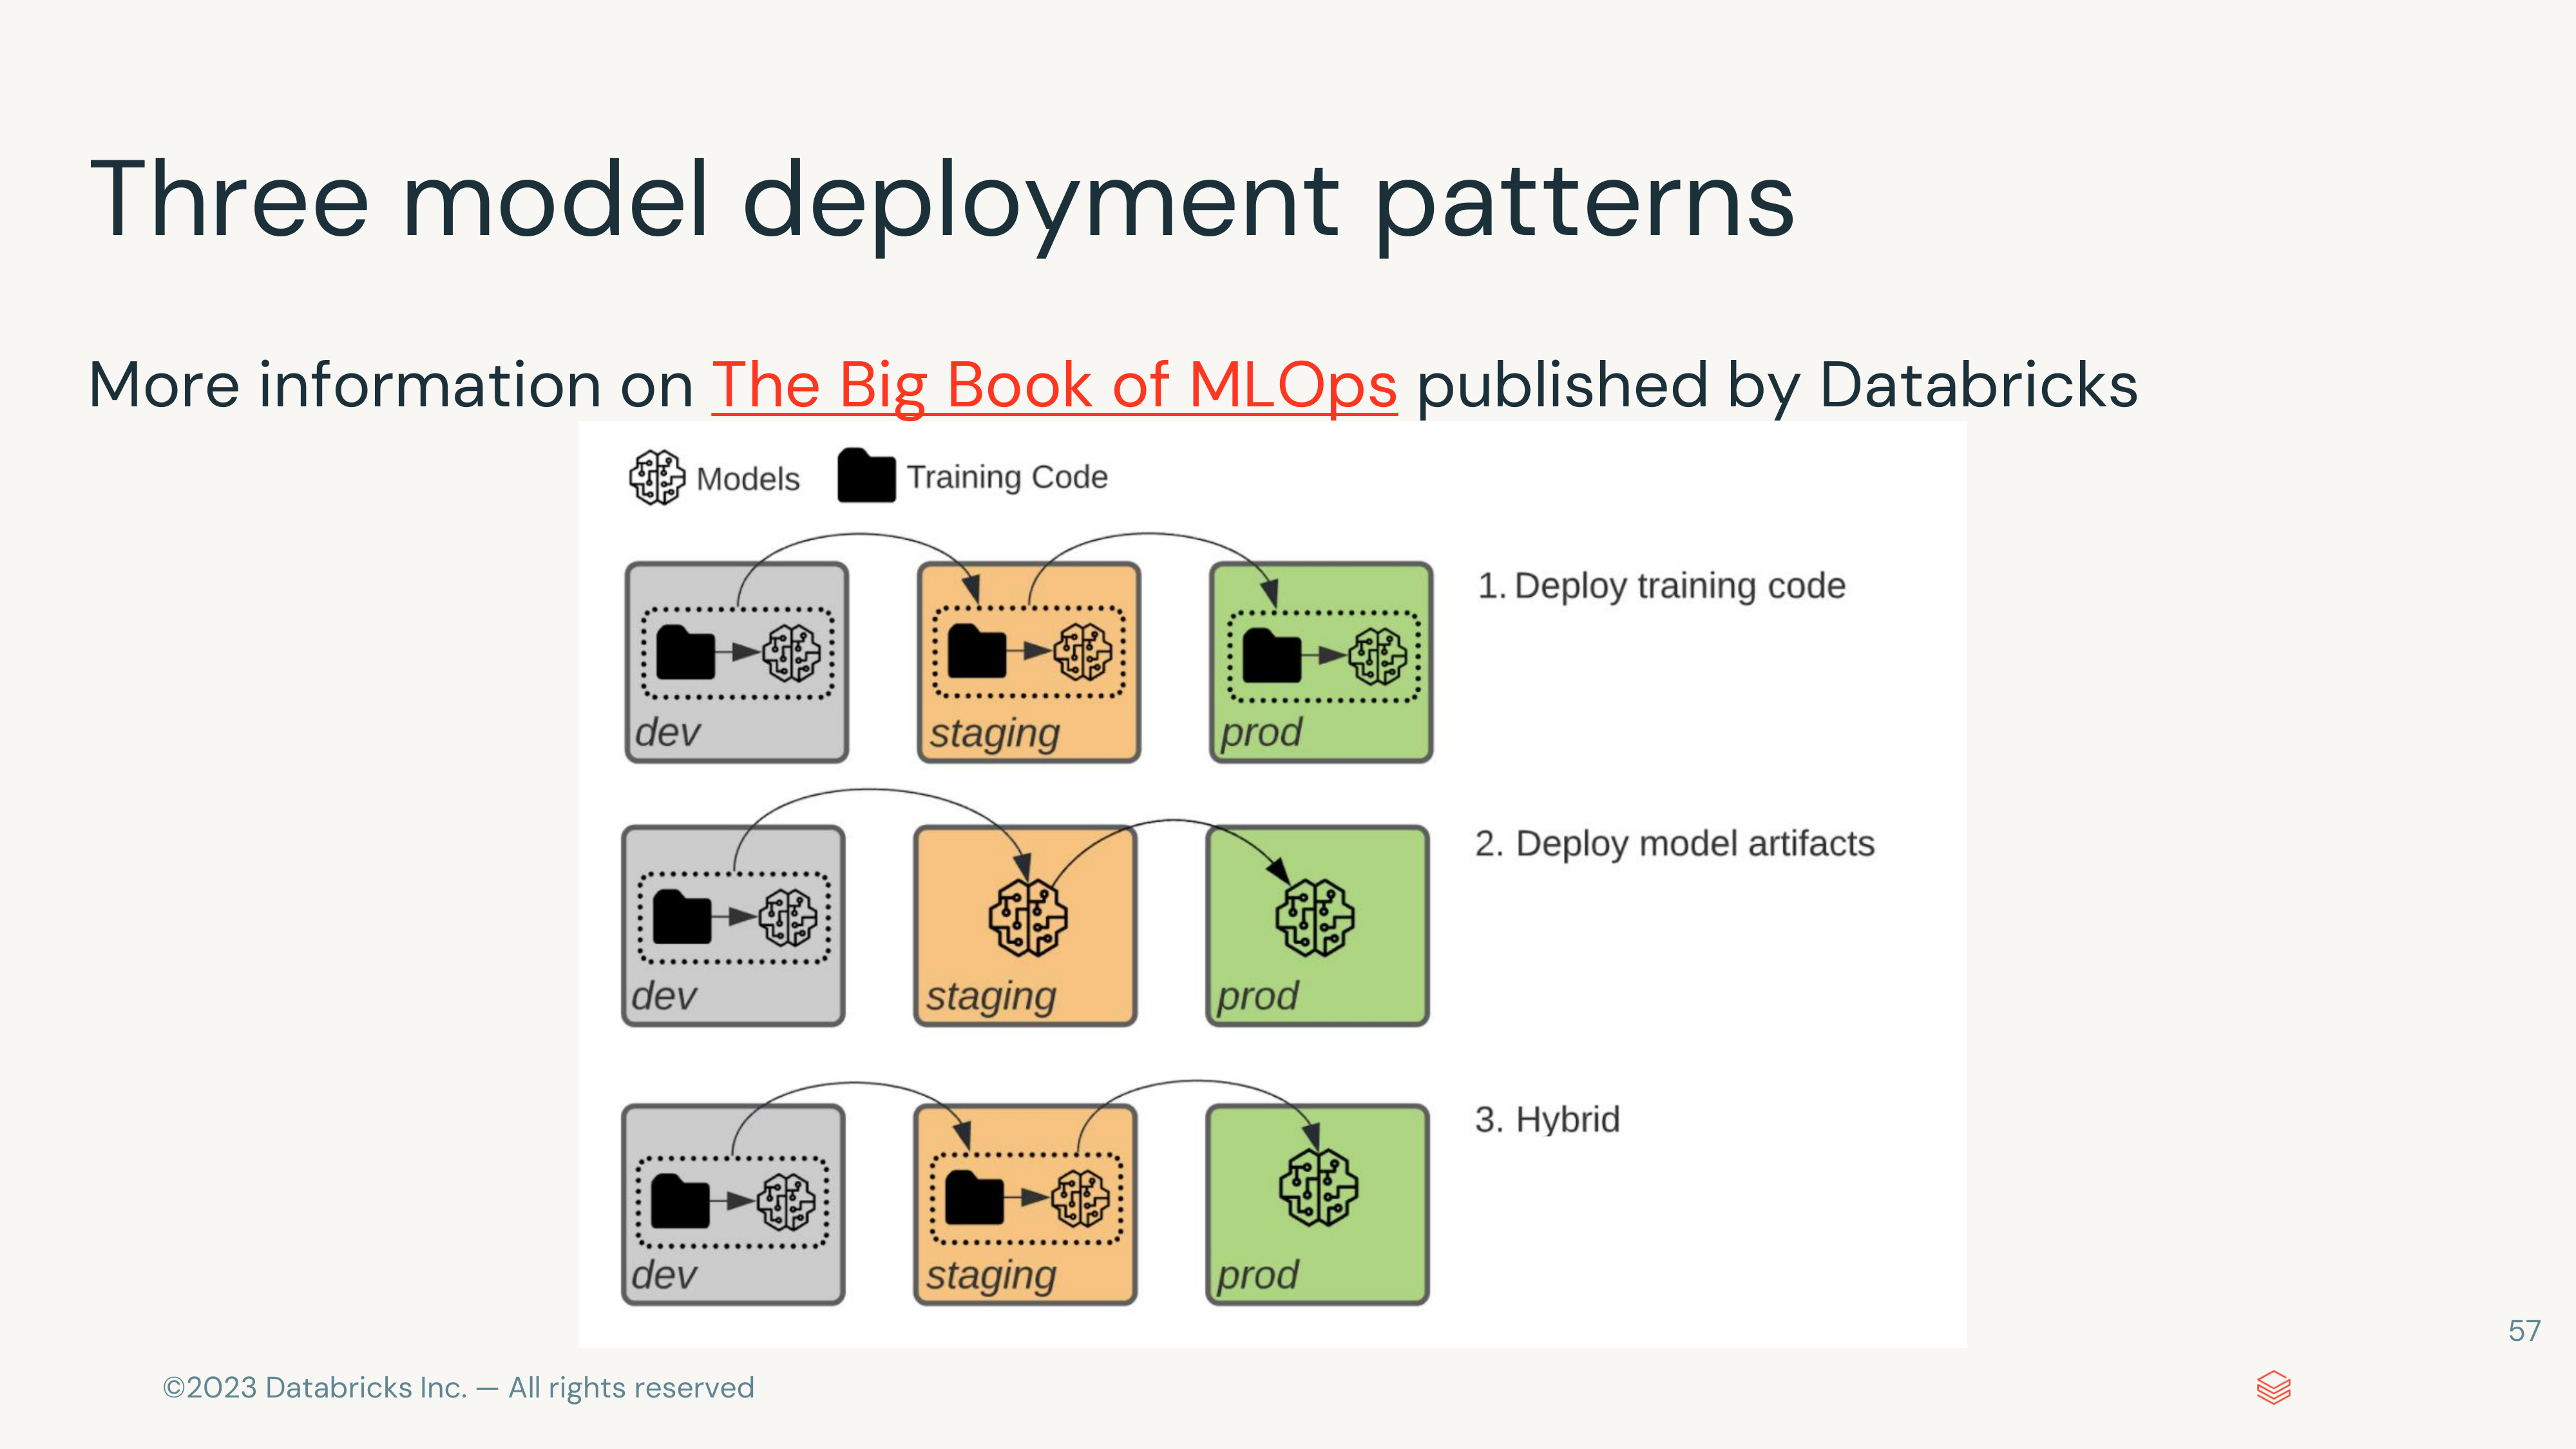 Three model deployment patterns
More information on The Big Book of MLOps published by Databricks
Models
Training Code
dev
staging
prod
1. Deploy training code
dev
staging
prod
2. Deploy model artifacts
dev
staging
prod
3. Hybrid
57
©2023 Databricks Inc. — All rights reserved